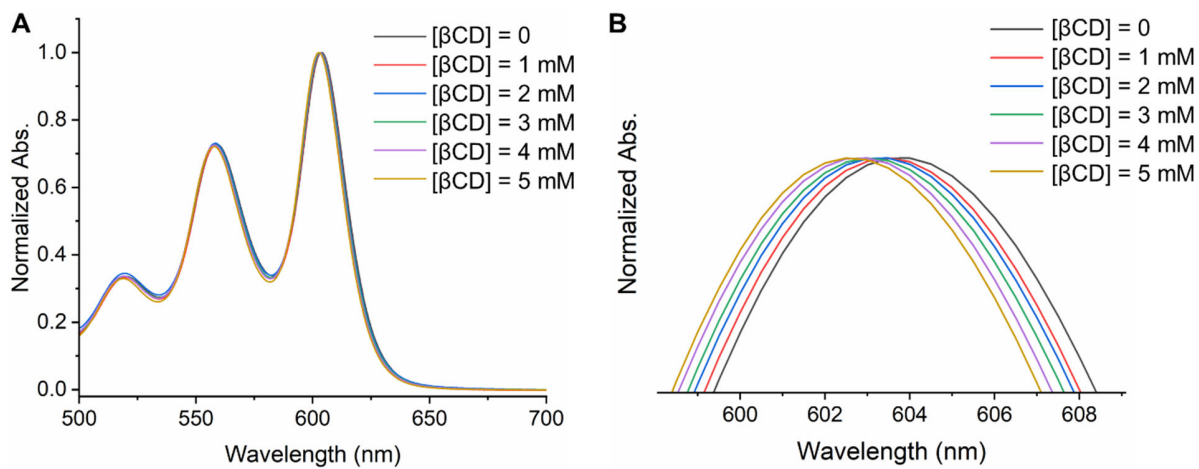 A
[βCD] = 0
[βCD] = 1 mM
[βCD] = 2 mM
[βCD] = 3 mM
[βCD] = 4 mM
[βCD] = 5 mM
Normalized Abs.
1.0
0.8
0.6
0.4
0.2
0.0
500
550
600
650
700
Wavelength (nm)
B
[βCD] = 0
[βCD] = 1 mM
[βCD] = 2 mM
[βCD] = 3 mM
[βCD] = 4 mM
[βCD] = 5 mM
Normalized Abs.
600
602
604
606
608
Wavelength (nm)